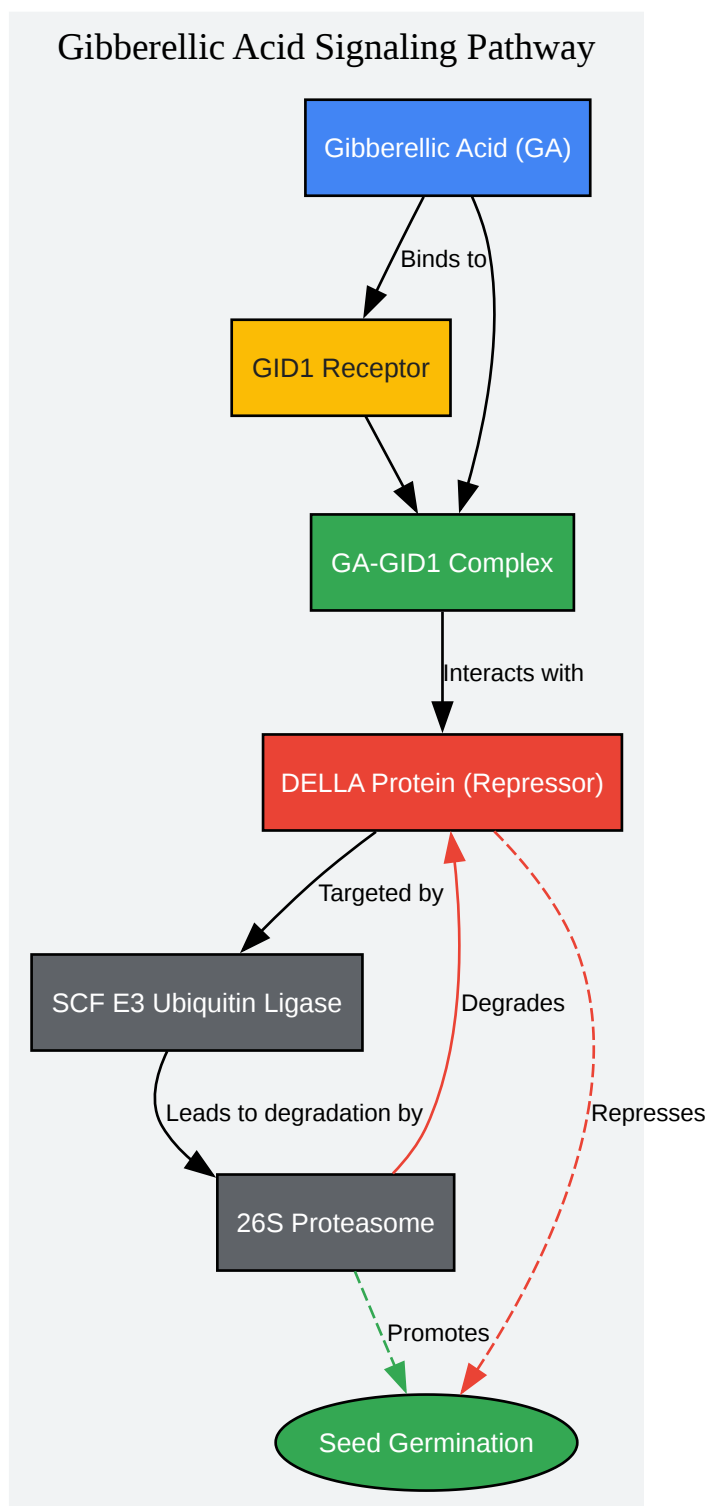 Gibberellic Acid Signaling Pathway
Gibberellic Acid (GA)
Binds to
GID1 Receptor
GA-GID1 Complex
Interacts with
DELLA Protein (Repressor)
Targeted by
SCF E3 Ubiquitin Ligase
Degrades
Leads to degradation by
Represses
26S Proteasome
Promotes
Seed Germination